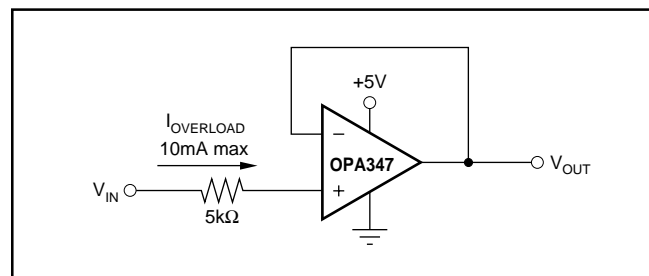 +5V
I_OVERLOAD
10mA max
−
OPA347
V_OUT
V_IN
+
5kΩ